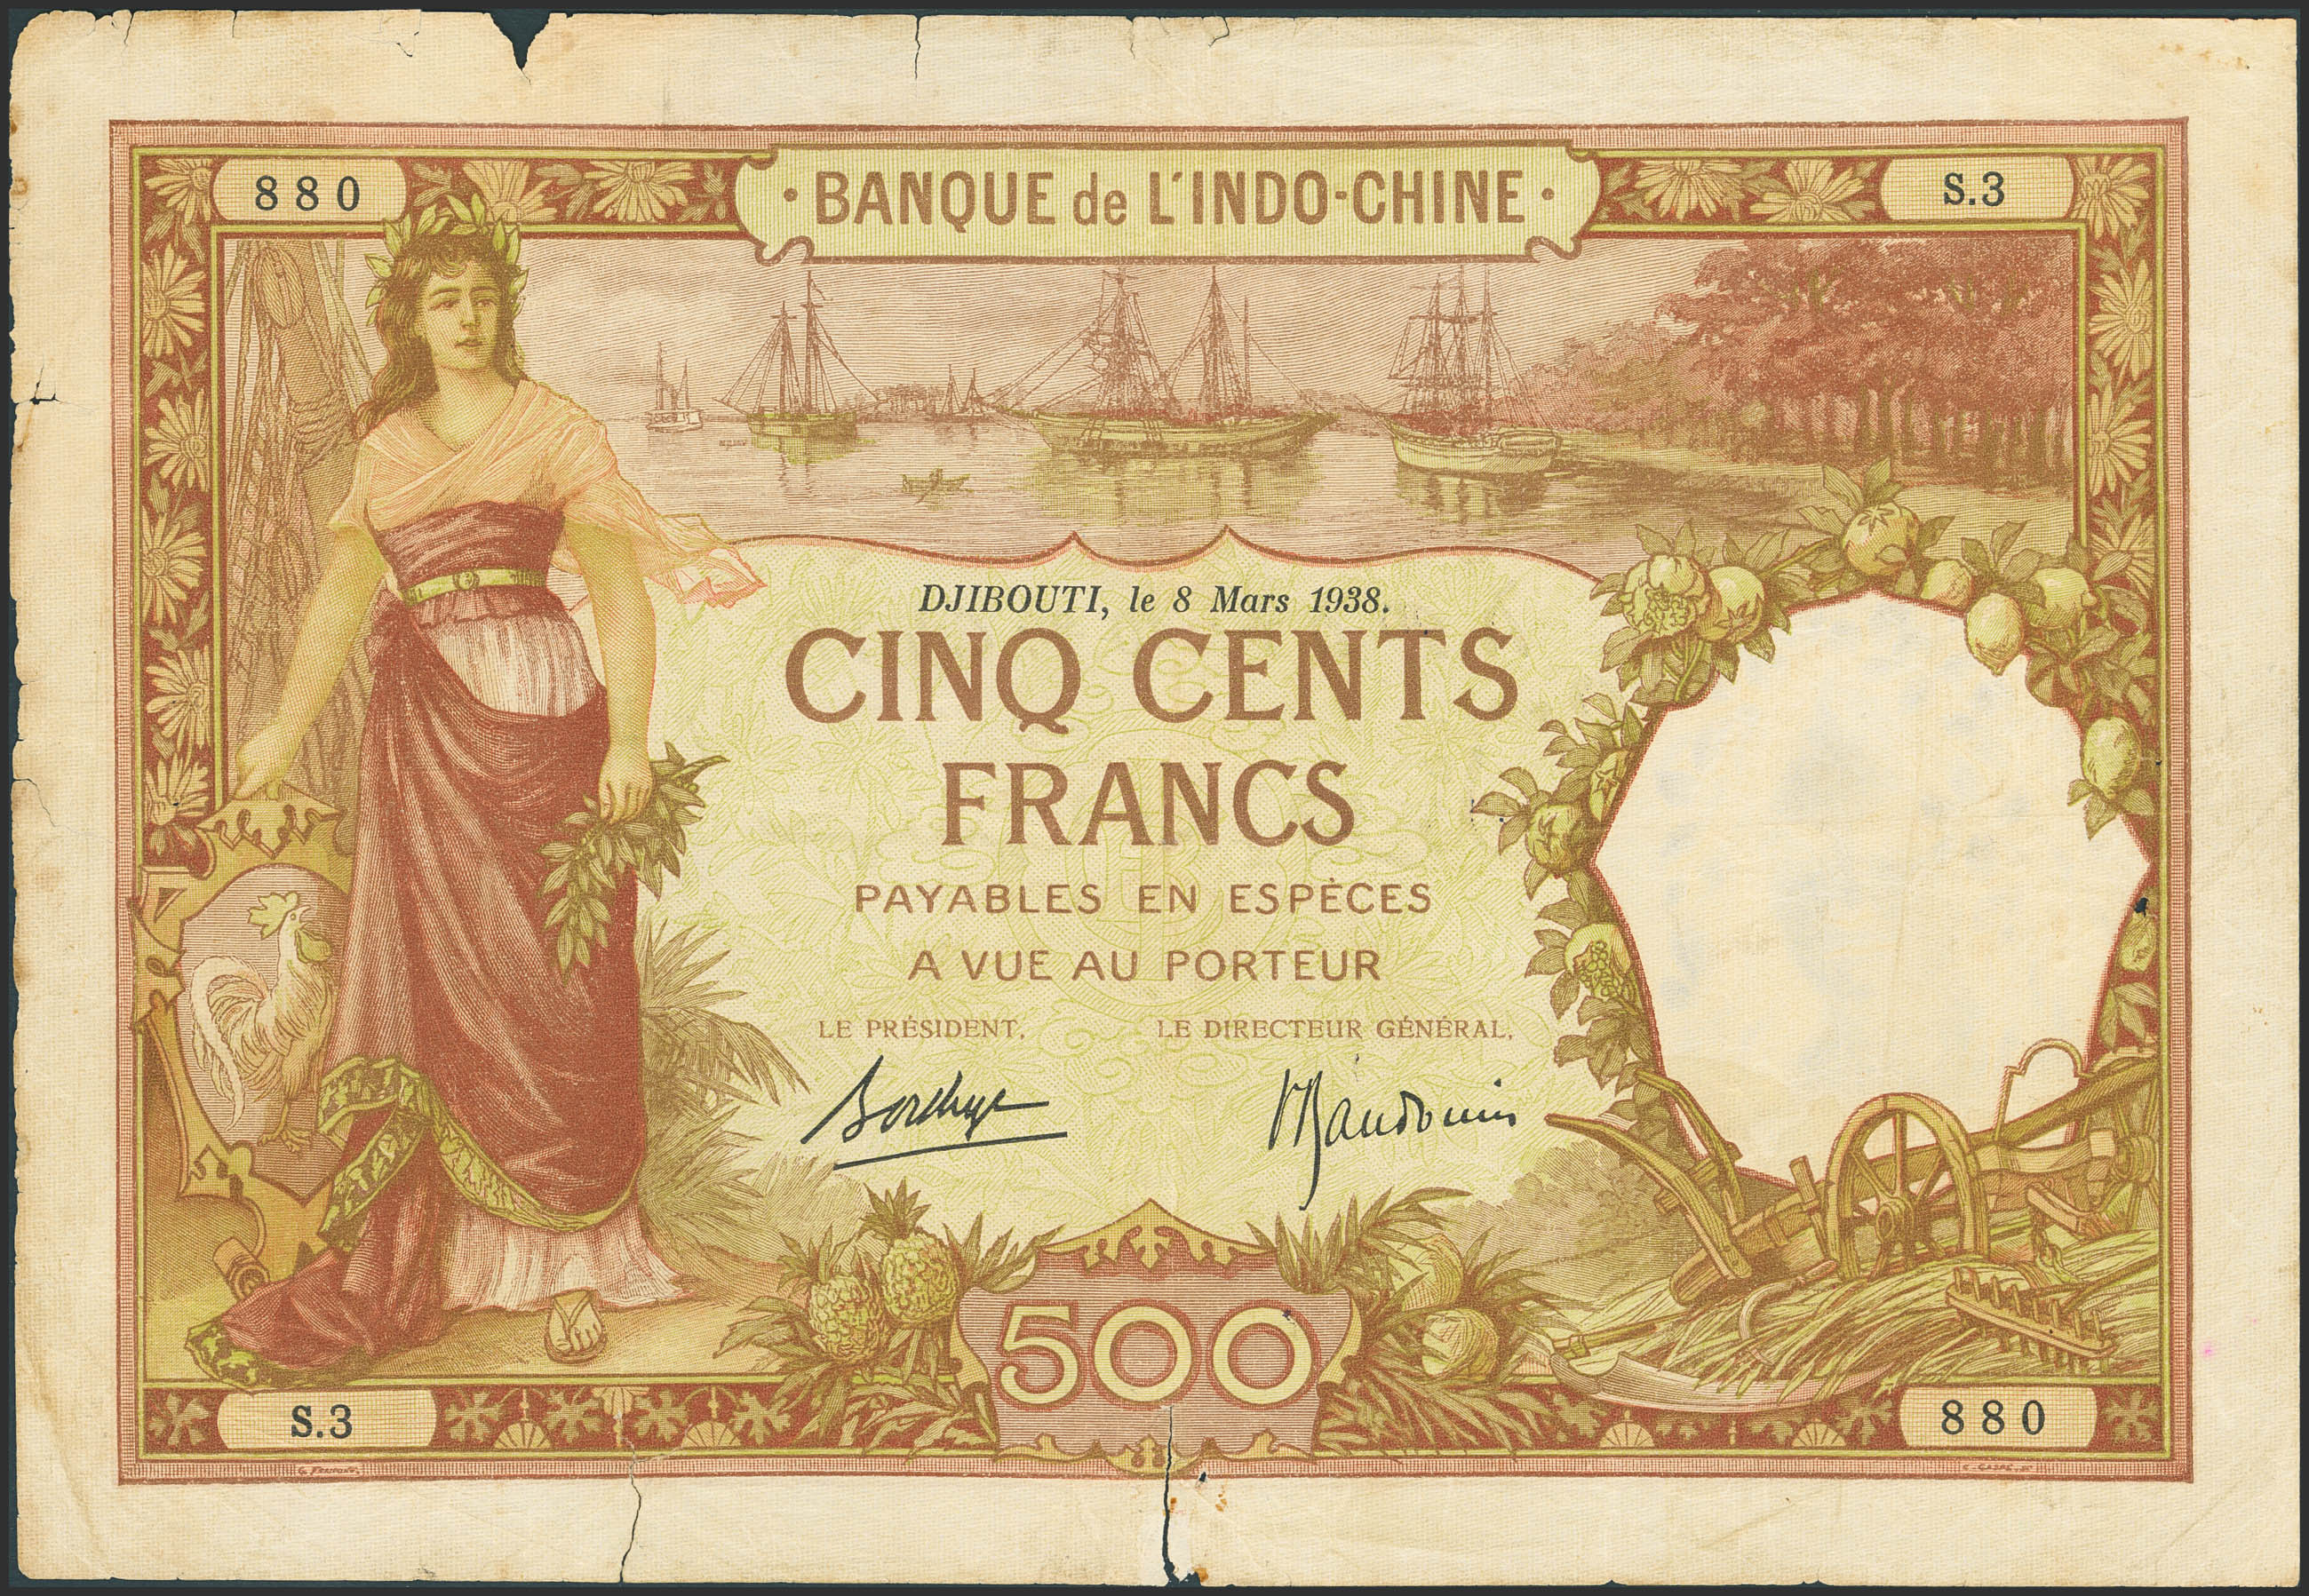 880
S.3
· BANQUE de L'INDO-CHINE ·
DJIBOUTI, le 8 Mars 1938.
CINQ CENTS
FRANCS
PAYABLES EN ESPÈCES
A VUE AU PORTEUR
LE PRÉSIDENT, LE DIRECTEUR GÉNÉRAL,
500
S.3
880